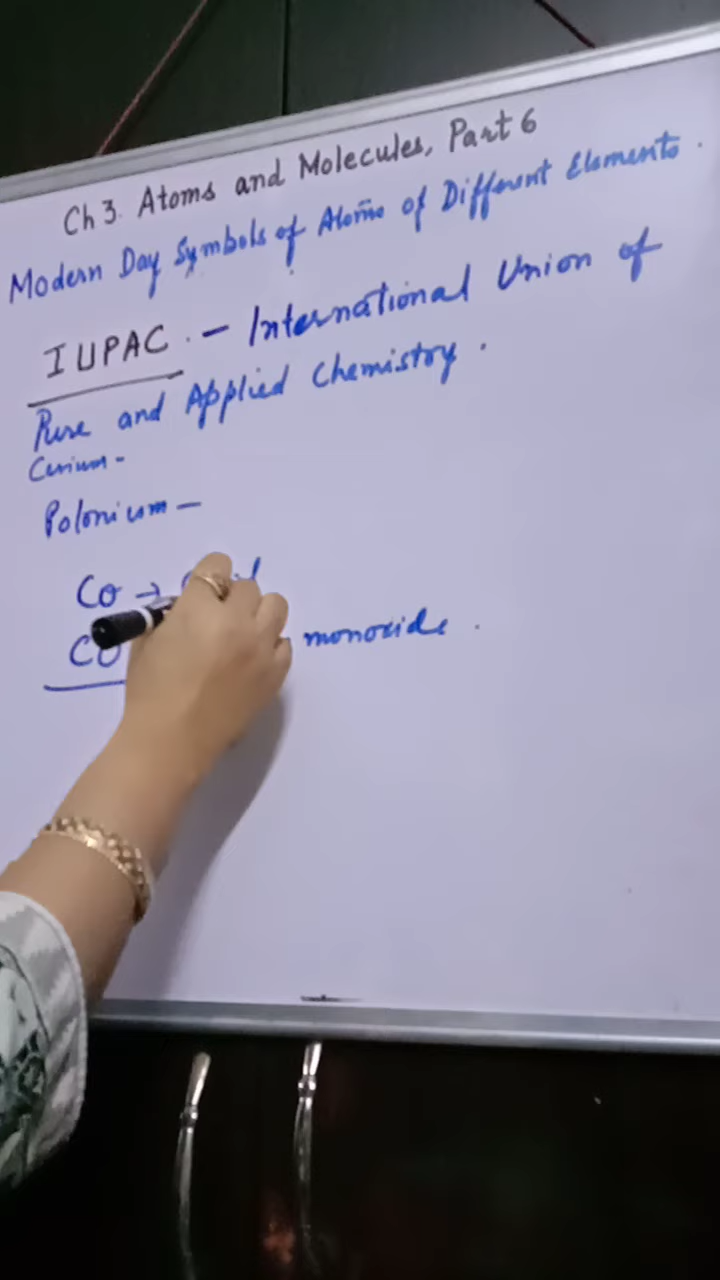 Ch 3. Atoms and Molecules, Part 6
Modern Day Symbols of Atoms of Different Elements.
IUPAC. - International Union of
Pure and Applied Chemistry.
Cerium-
Polonium -
Co →
CO monoxide.